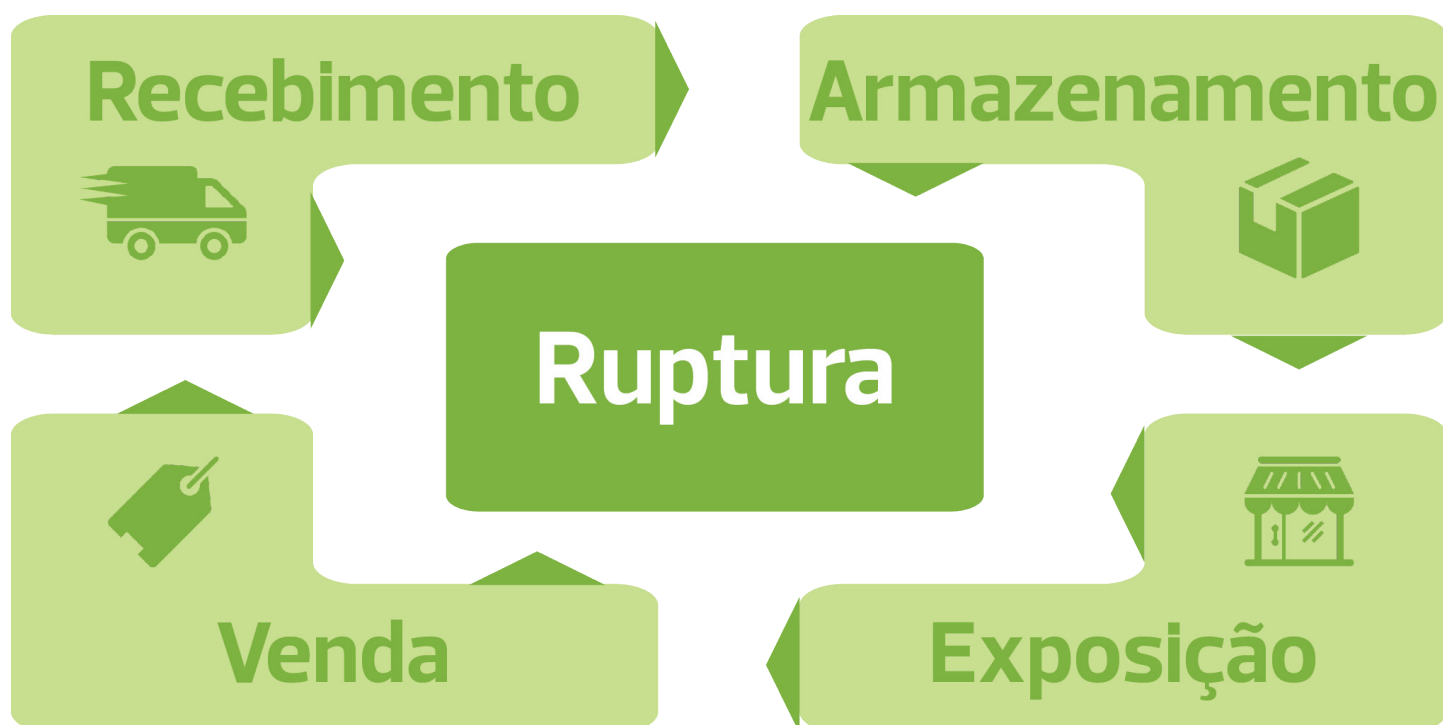 Recebimento
Armazenamento
Ruptura
Venda
Exposição